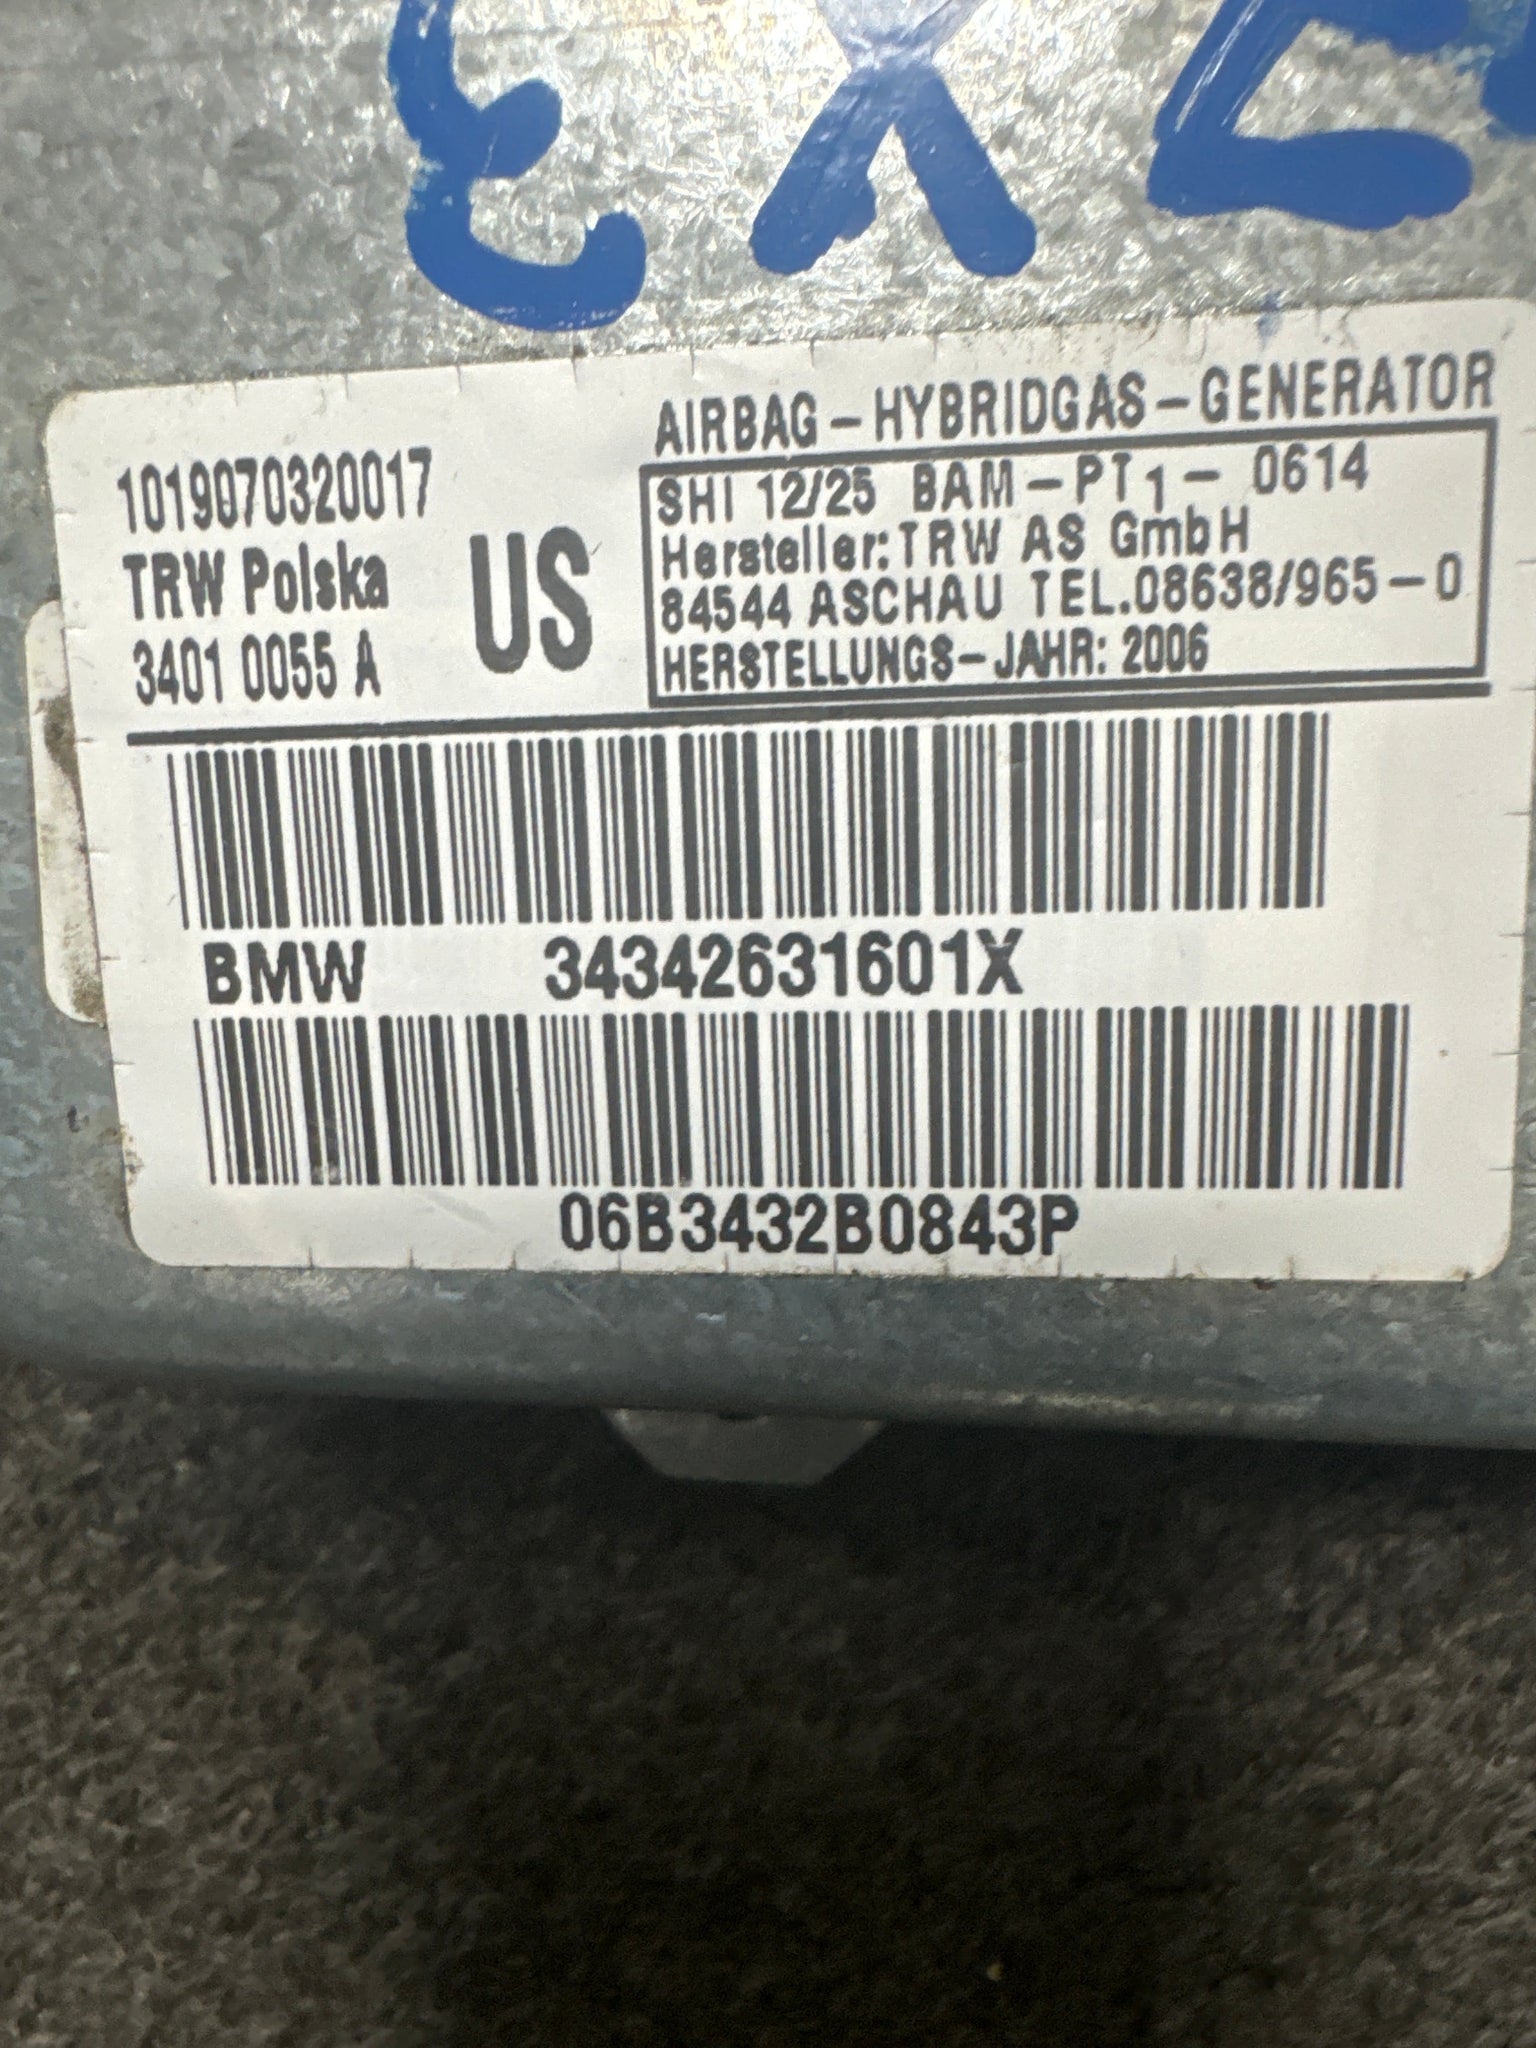 1019070320017
TRW Polska
3401 0055 A
US
AIRBAG-HYBRIDGAS-GENERATOR
SHI 12/25 BAM-PT1- 0614
Hersteller:TRW AS GmbH
84544 ASCHAU TEL.08638/965-0
HERSTELLUNGS-JAHR: 2006
BMW 34342631601X
06B3432B0843P